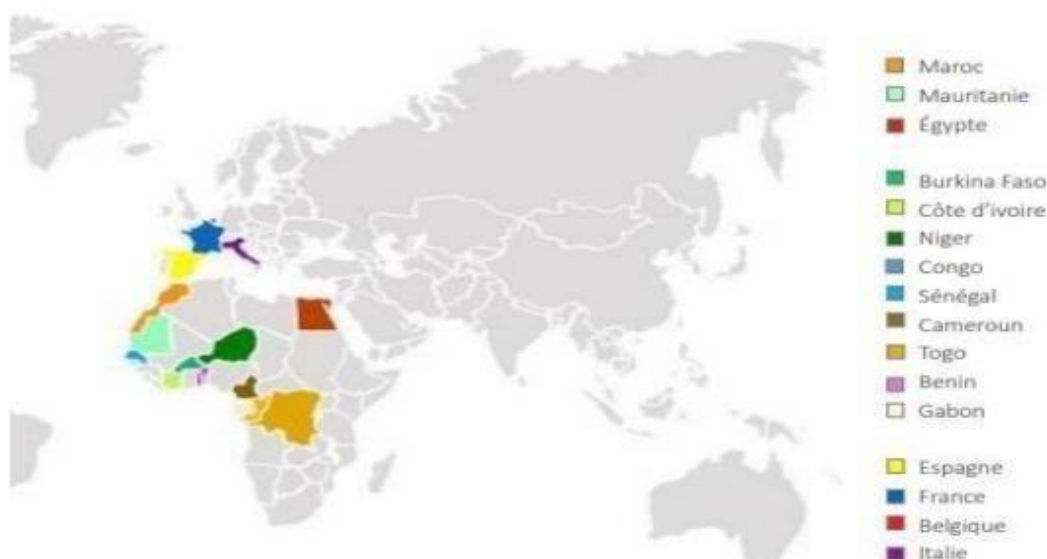 Maroc
Mauritanie
Égypte
Burkina Faso
Côte d'ivoire
Niger
Congo
Sénégal
Cameroun
Togo
Benin
Gabon
Espagne
France
Belgique
Italie